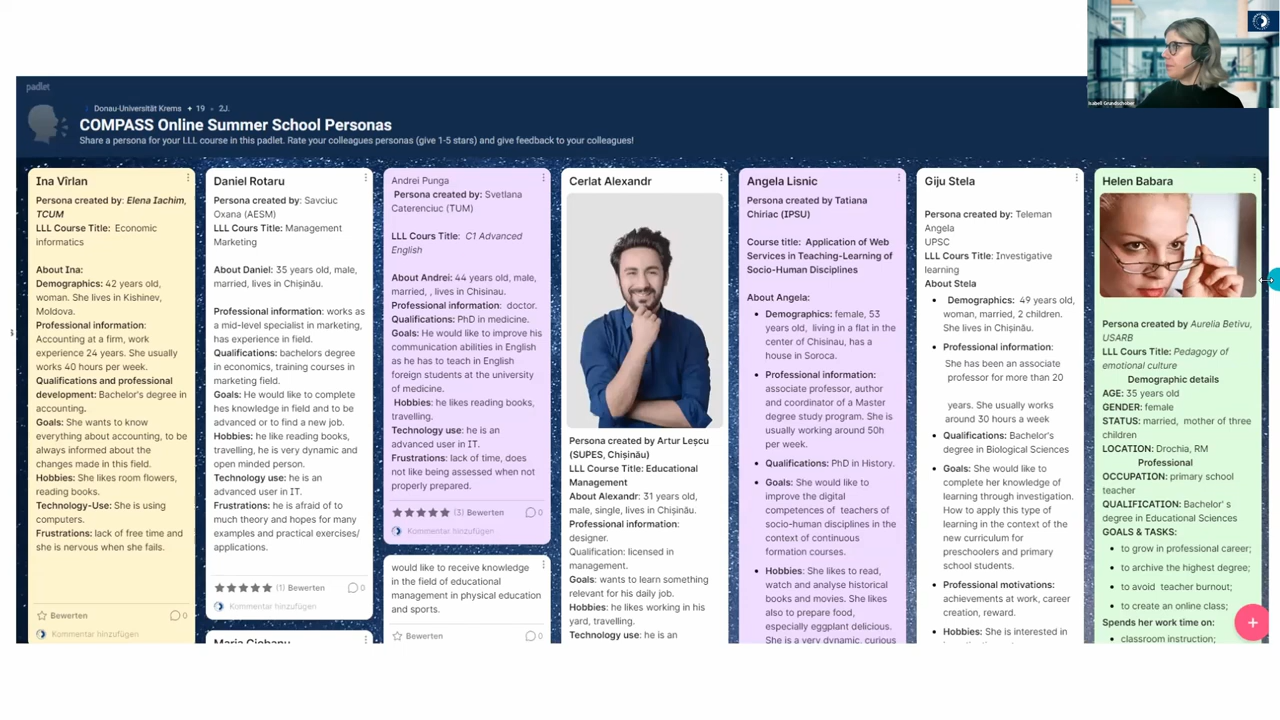 padlet
Donau-Universität Krems + 19 • 2J.
COMPASS Online Summer School Personas
Share a persona for your LLL course in this padlet. Rate your colleagues personas (give 1-5 stars) and give feedback to your colleagues!
Isabell Grundschober
Ina Vîrlan
Persona created by: Elena Iachim,
TCUM
LLL Course Title: Economic
informatics
About Ina:
Demographics: 42 years old,
woman. She lives in Kishinev,
Moldova.
Professional information:
Accounting at a firm, work
experience 24 years. She usually
works 40 hours per week.
Qualifications and professional
development: Bachelor's degree in
accounting.
Goals: She wants to know
everything about accounting, to be
always informed about the
changes made in this field.
Hobbies: She likes room flowers,
reading books.
Technology-Use: She is using
computers.
Frustrations: lack of free time and
she is nervous when she fails.
Bewerten 0
Kommentar hinzufügen
Daniel Rotaru
Persona created by: Savciuc
Oxana (AESM)
LLL Course Title: Management
Marketing
About Daniel: 35 years old, male,
married, lives in Chișinău.
Professional information: works as
a mid-level specialist in marketing,
has experience in field.
Qualifications: bachelors degree
in economics, training courses in
marketing field.
Goals: He would like to complete
hes knowledge in field and to be
advanced or to find a new job.
Hobbies: he like reading books,
travelling, he is very dynamic and
open minded person.
Technology use: he is an
advanced user in IT.
Frustrations: he is afraid of to
much theory and hopes for many
examples and practical exercises/
applications.
(1) Bewerten 0
Kommentar hinzufügen
Maria Ciobanu
Andrei Punga
Persona created by: Svetlana
Caterenciuc (TUM)
LLL Cours Title: C1 Advanced
English
About Andrei: 44 years old, male,
married, , lives in Chisinau.
Professional information: doctor.
Qualifications: PhD in medicine.
Goals: He would like to improve his
communication abilities in English
as he has to teach in English
foreign students at the university
of medicine.
Hobbies: he likes reading books,
travelling.
Technology use: he is an
advanced user in IT.
Frustrations: lack of time, does
not like being assessed when not
properly prepared.
(3) Bewerten 0
Kommentar hinzufügen
would like to receive knowledge
in the field of educational
management in physical education
and sports.
Bewerten 0
Cerlat Alexandr
Persona created by Artur Leșcu
(SUPES, Chișinău)
LLL Course Title: Educational
Management
About Alexandr: 31 years old,
male, single, lives in Chișinău.
Professional information:
designer.
Qualification: licensed in
management.
Goals: wants to learn something
relevant for his daily job.
Hobbies: he likes working in his
yard, travelling.
Technology use: he is an
Angela Lisnic
Persona created by Tatiana
Chiriac (IPSU)
Course title: Application of Web
Services in Teaching-Learning of
Socio-Human Disciplines
About Angela:
• Demographics: female, 53
years old, living in a flat in the
center of Chisinau, has a
house in Soroca.
• Professional information:
associate professor, author
and coordinator of a Master
degree study program. She is
usually working around 50h
per week.
• Qualifications: PhD in History.
• Goals: She would like to
improve the digital
competences of teachers of
socio-human disciplines in the
context of continuous
formation courses.
• Hobbies: She likes to read,
watch and analyse historical
books and movies. She likes
also to prepare food,
especially eggplant delicious.
She is a very dynamic, curious
Giju Stela
Persona created by: Teleman
Angela
UPSC
LLL Course Title: Investigative
learning
About Stela
• Demographics: 49 years old,
woman, married, 2 children.
She lives in Chișinău.
• Professional information:
She has been an associate
professor for more than 20
years. She usually works
around 30 hours a week
• Qualifications: Bachelor's
degree in Biological Sciences
• Goals: She would like to
complete her knowledge of
learning through investigation.
How to apply this type of
learning in the context of the
new curriculum for
preschoolers and primary
school students.
• Professional motivations:
achievements at work, career
creation, reward.
• Hobbies: She is interested in
Helen Babara
Persona created by Aurelia Betivu,
USARB
LLL Cours Title: Pedagogy of
emotional culture
Demographic details
AGE: 35 years old
GENDER: female
STATUS: married, mother of three
children
LOCATION: Drochia, RM
Professional
OCCUPATION: primary school
teacher
QUALIFICATION: Bachelor' s
degree in Educational Sciences
GOALS & TASKS:
• to grow in professional career;
• to archive the highest degree;
• to avoid teacher burnout;
• to create an online class;
Spends her work time on:
• classroom instruction;